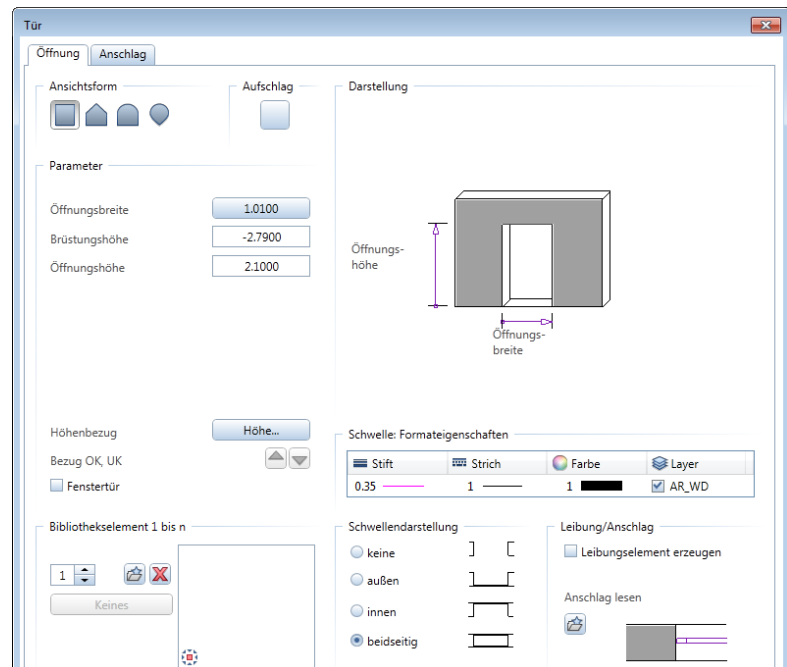 Tür
Öffnung Anschlag
Ansichtsform
Aufschlag
Darstellung
Parameter
Öffnungsbreite 1.0100
Brüstungshöhe -2.7900
Öffnungshöhe 2.1000
Öffnungs-
höhe
Öffnungs-
breite
Höhenbezug Höhe...
Bezug OK, UK
Fenstertür
Schwelle: Formateigenschaften
Stift Strich Farbe Layer
0.35 1 1 AR_WD
Bibliothekselement 1 bis n
1
Keines
Schwellendarstellung
keine
außen
innen
beidseitig
Leibung/Anschlag
Leibungselement erzeugen
Anschlag lesen